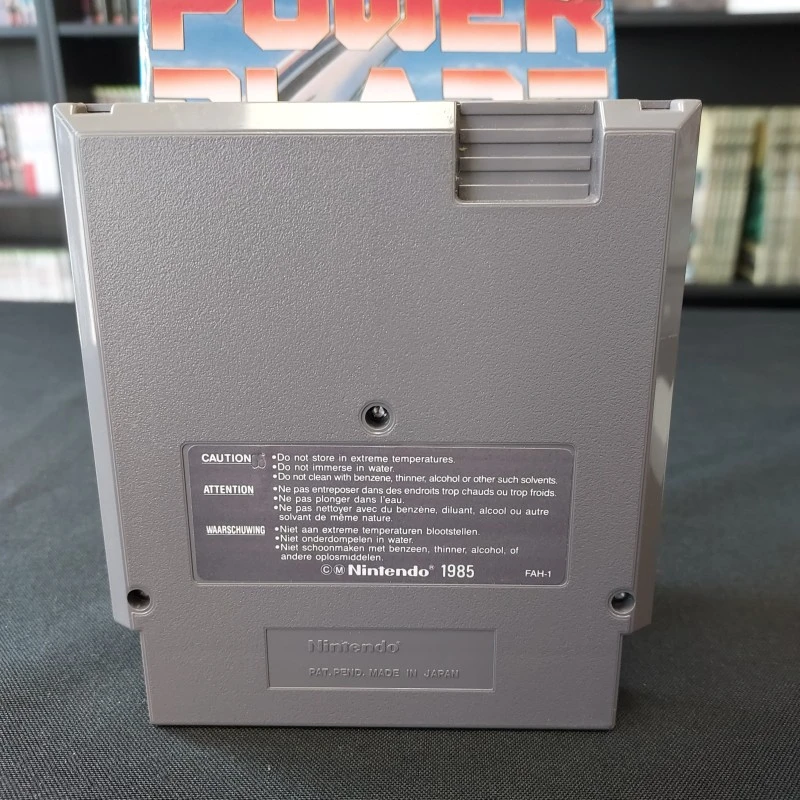 POWER
BLADE
CAUTION •Do not store in extreme temperatures.
•Do not immerse in water.
•Do not clean with benzene, thinner, alcohol or other such solvents.
ATTENTION •Ne pas entreposer dans des endroits trop chauds ou trop froids.
•Ne pas plonger dans l'eau.
•Ne pas nettoyer avec du benzène, diluant, alcool ou autre
solvant de même nature.
WAARSCHUWING •Niet aan extreme temperaturen blootstellen.
•Niet onderdompelen in water.
•Niet schoonmaken met benzeen, thinner, alcohol, of
andere oplosmiddelen.
ⒸⓂ Nintendo® 1985 FAH-1
Nintendo
PAT.PEND. MADE IN JAPAN